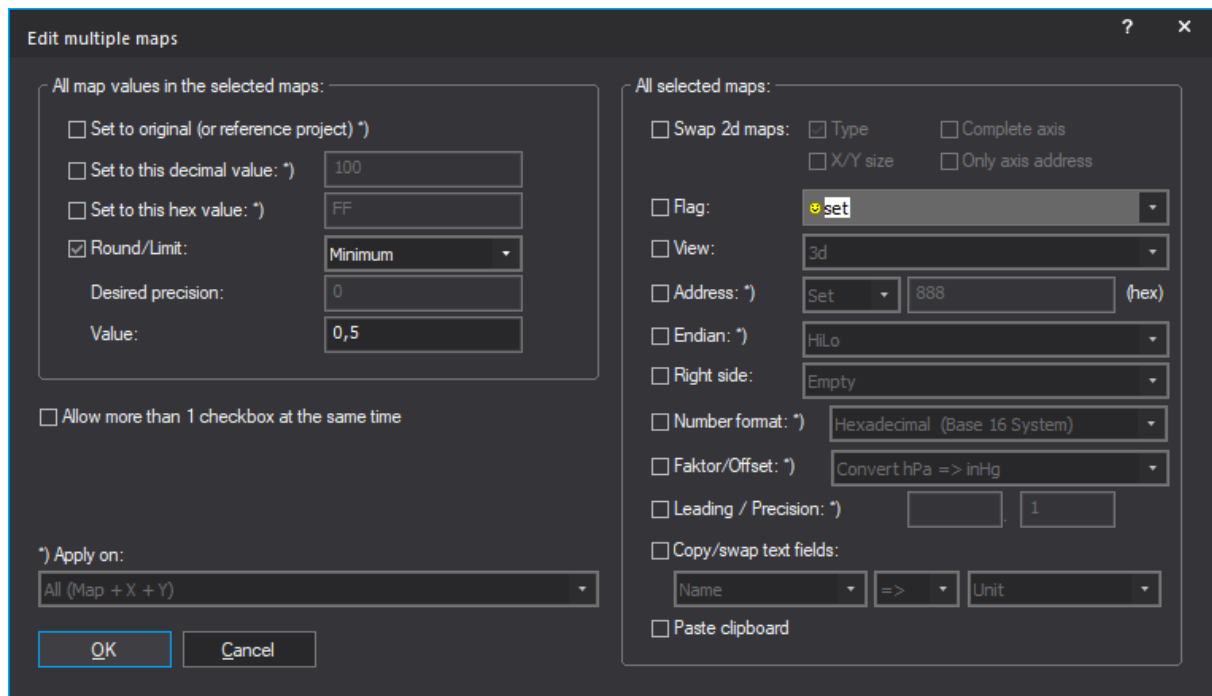 Edit multiple maps
?
All map values in the selected maps:
Set to original (or reference project) *)
Set to this decimal value: *) 100
Set to this hex value: *) FF
Round/Limit: Minimum
Desired precision: 0
Value: 0,5
Allow more than 1 checkbox at the same time
*) Apply on:
All (Map + X + Y)
OK Cancel
All selected maps:
Swap 2d maps: Type Complete axis
X/Y size Only axis address
Flag: set
View: 3d
Address: *) Set 888 (hex)
Endian: *) HiLo
Right side: Empty
Number format: *) Hexadecimal (Base 16 System)
Faktor/Offset: *) Convert hPa => inHg
Leading / Precision: *) . 1
Copy/swap text fields:
Name => Unit
Paste clipboard